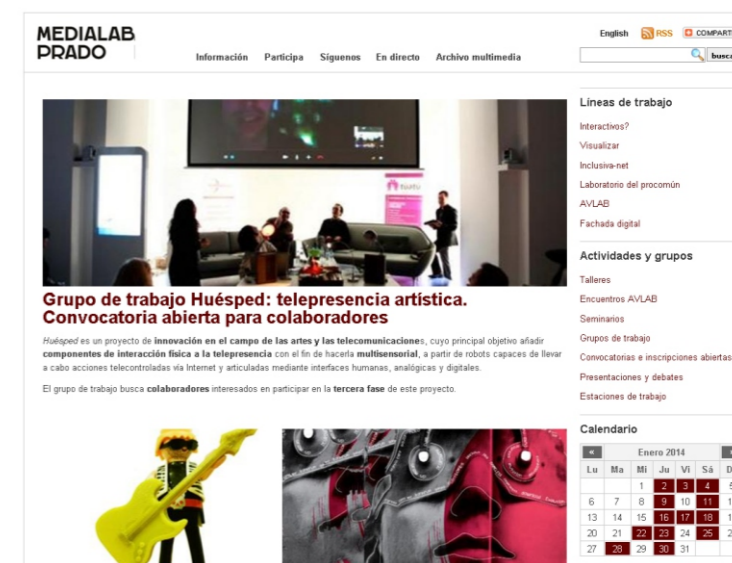 MEDIALAB
PRADO
English RSS COMPART
Información Participa Síguenos En directo Archivo multimedia
busca
Grupo de trabajo Huésped: telepresencia artística.
Convocatoria abierta para colaboradores
Huésped es un proyecto de innovación en el campo de las artes y las telecomunicaciones, cuyo principal objetivo añadir
componentes de interacción física a la telepresencia con el fin de hacerla multisensorial, a partir de robots capaces de llevar
a cabo acciones telecontroladas vía Internet y articuladas mediante interfaces humanas, analógicas y digitales.
El grupo de trabajo busca colaboradores interesados en participar en la tercera fase de este proyecto.
Líneas de trabajo
Interactivos?
Visualizar
Inclusiva-net
Laboratorio del procomún
AVLAB
Fachada digital
Actividades y grupos
Talleres
Encuentros AVLAB
Seminarios
Grupos de trabajo
Convocatorias e inscripciones abiertas
Presentaciones y debates
Estaciones de trabajo
Calendario
« Enero 2014
Lu Ma Mi Ju Vi Sá D
1 2 3 4 5
6 7 8 9 10 11 1
13 14 15 16 17 18 1
20 21 22 23 24 25 2
27 28 29 30 31